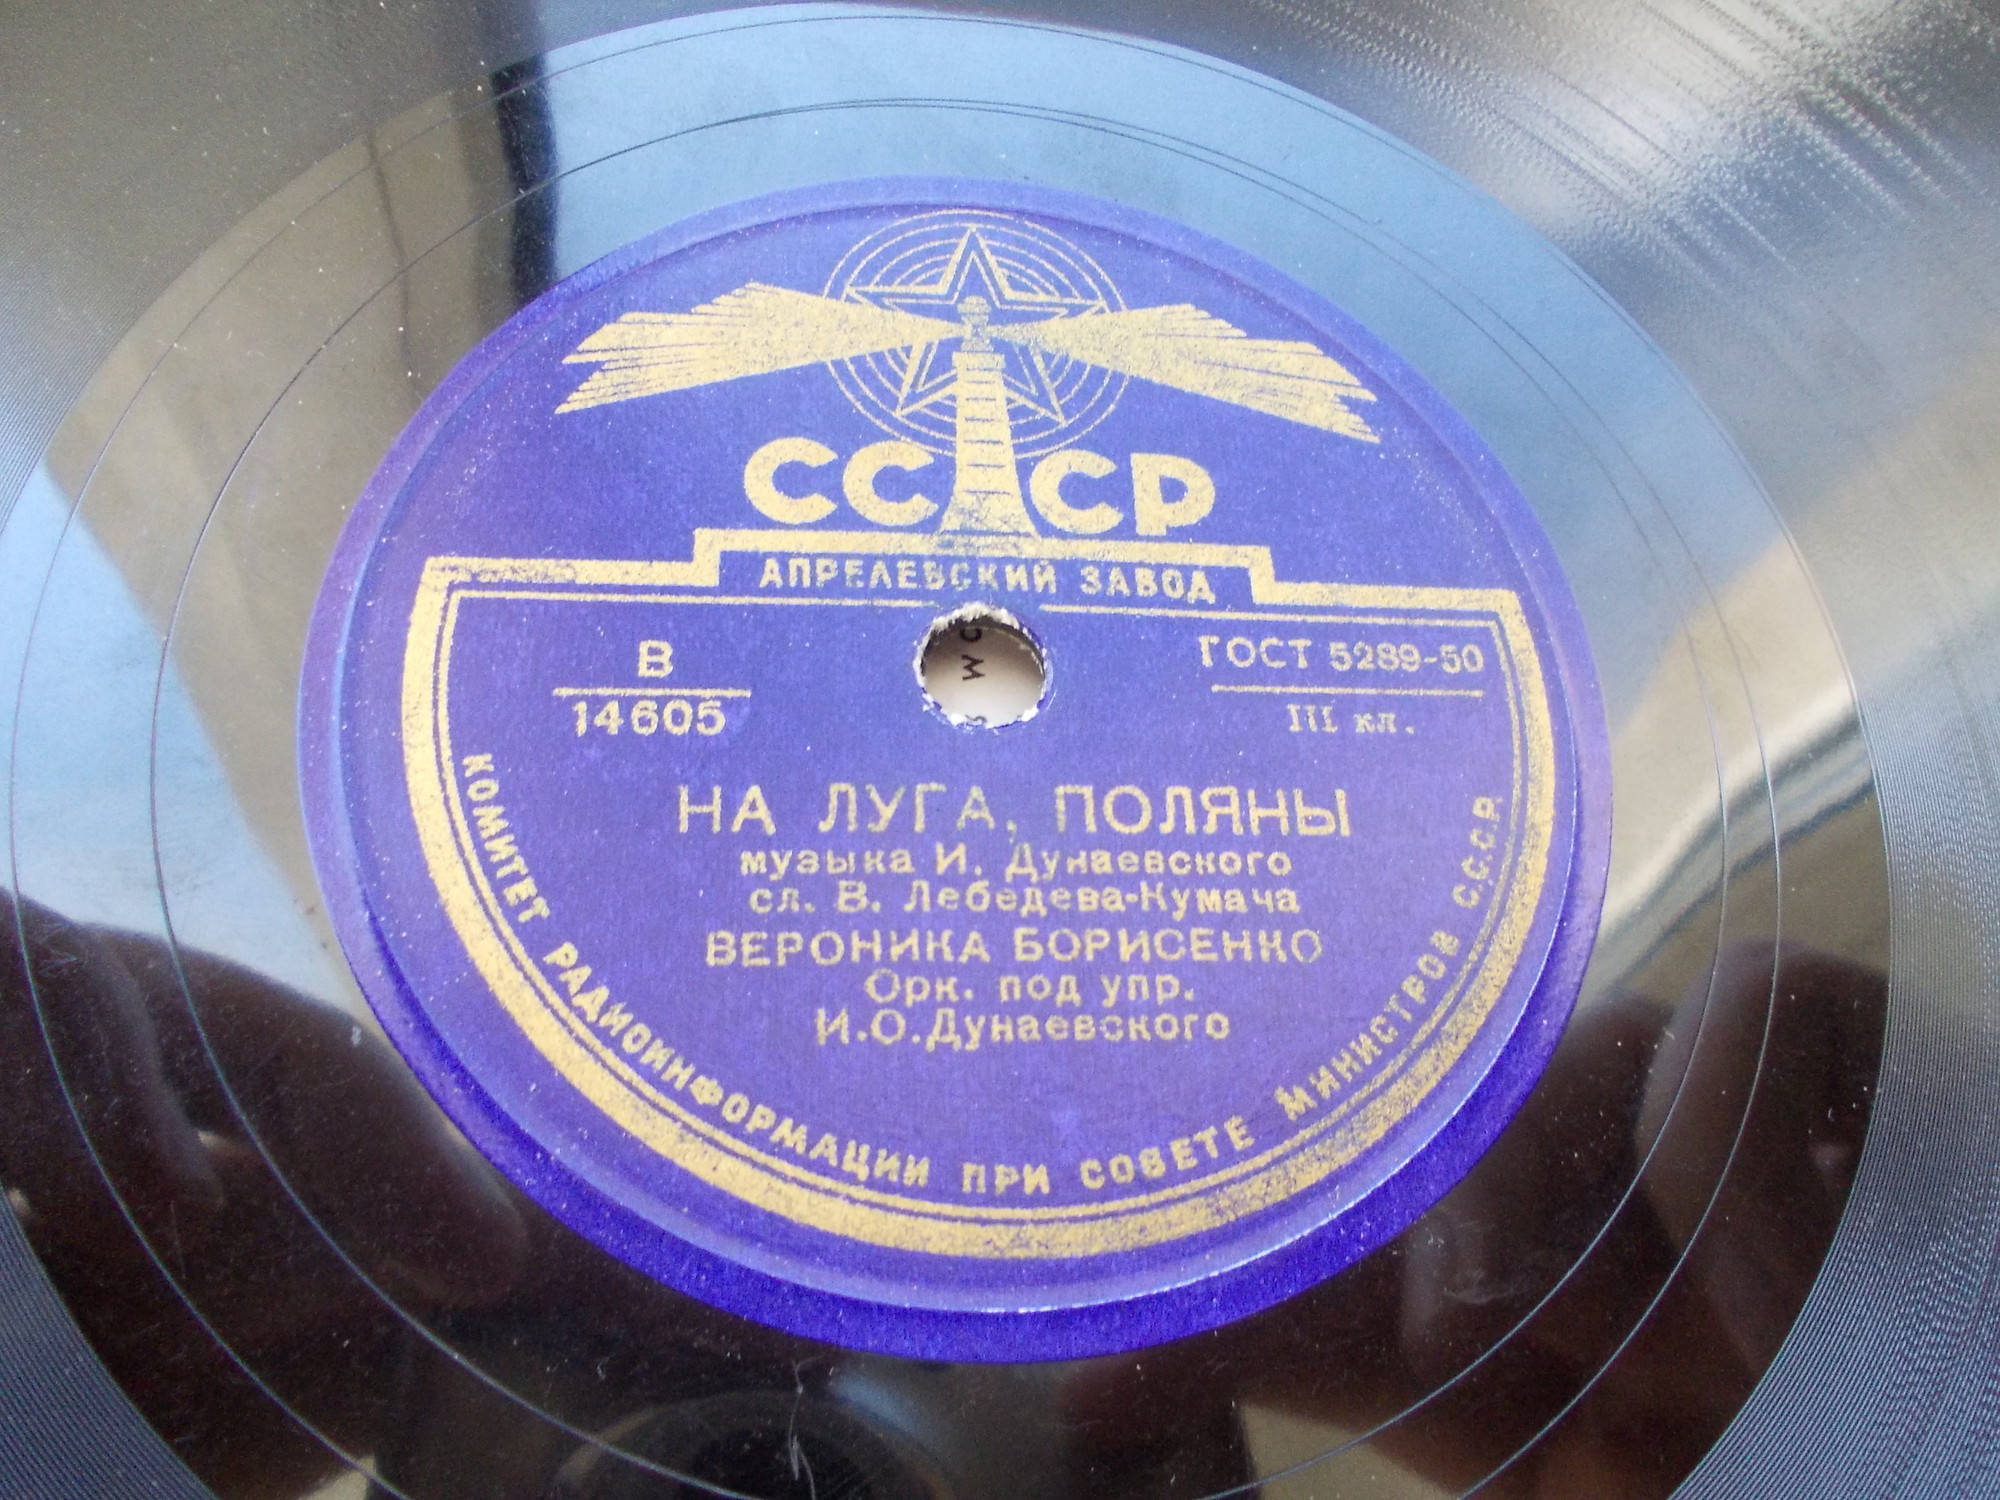 СССР
АПРЕЛЕВСКИЙ ЗАВОД
В
14605
ГОСТ 5289-50
III кл.
НА ЛУГА, ПОЛЯНЫ
музыка И. Дунаевского
сл. В. Лебедева-Кумача
ВЕРОНИКА БОРИСЕНКО
Орк. под упр.
И.О.Дунаевского
КОМИТЕТ РАДИОИНФОРМАЦИИ ПРИ СОВЕТЕ МИНИСТРОВ С.С.С.Р.